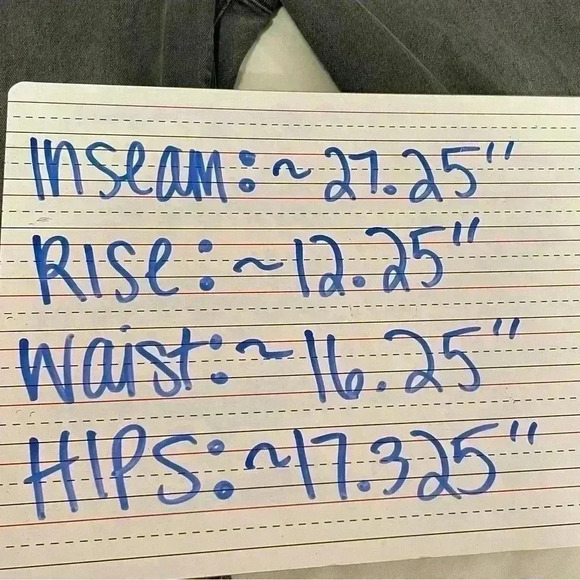 Inseam: ~27.25"
RISe: ~12.25"
Waist: ~16.25"
HIPS: ~17.325"